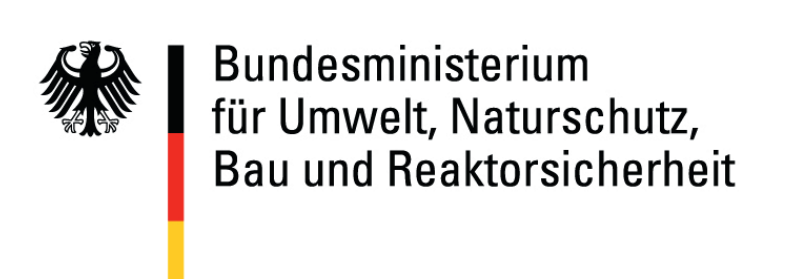 Bundesministerium
für Umwelt, Naturschutz,
Bau und Reaktorsicherheit